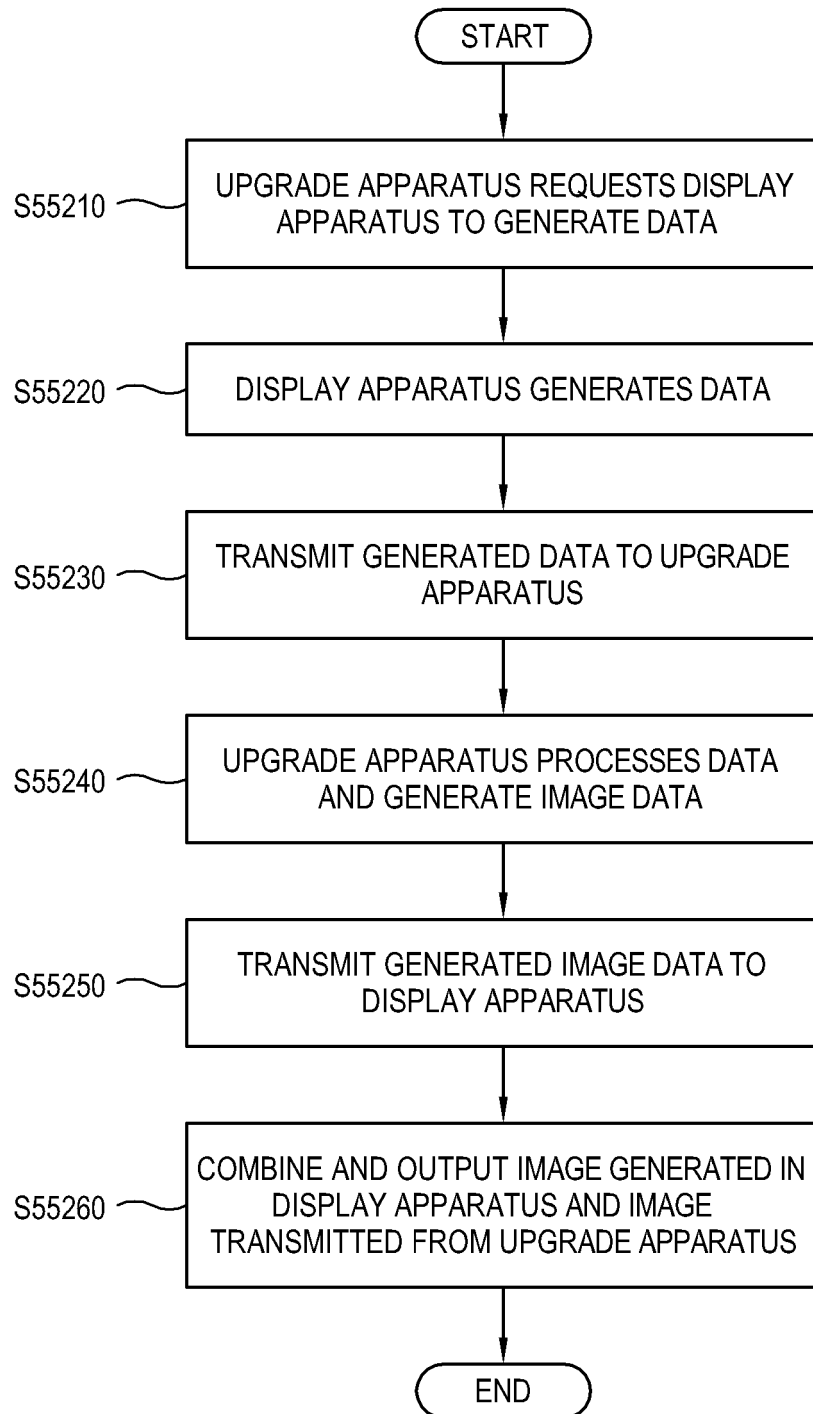 START
S55210
UPGRADE APPARATUS REQUESTS DISPLAY
APPARATUS TO GENERATE DATA
S55220
DISPLAY APPARATUS GENERATES DATA
S55230
TRANSMIT GENERATED DATA TO UPGRADE
APPARATUS
S55240
UPGRADE APPARATUS PROCESSES DATA
AND GENERATE IMAGE DATA
S55250
TRANSMIT GENERATED IMAGE DATA TO
DISPLAY APPARATUS
S55260
COMBINE AND OUTPUT IMAGE GENERATED IN
DISPLAY APPARATUS AND IMAGE
TRANSMITTED FROM UPGRADE APPARATUS
END